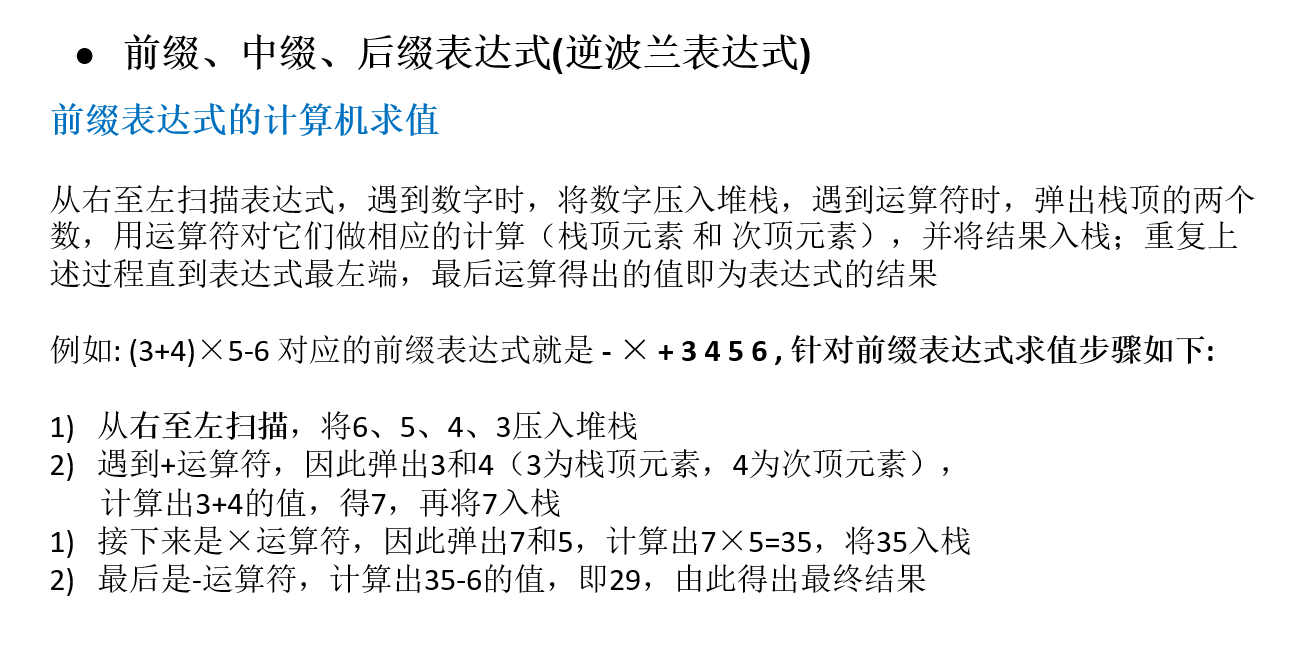 ● 前缀、中缀、后缀表达式(逆波兰表达式)
前缀表达式的计算机求值
从右至左扫描表达式，遇到数字时，将数字压入堆栈，遇到运算符时，弹出栈顶的两个
数，用运算符对它们做相应的计算（栈顶元素 和 次顶元素），并将结果入栈；重复上
述过程直到表达式最左端，最后运算得出的值即为表达式的结果
例如: (3+4)×5-6 对应的前缀表达式就是 - × + 3 4 5 6 , 针对前缀表达式求值步骤如下:
1) 从右至左扫描，将6、5、4、3压入堆栈
2) 遇到+运算符，因此弹出3和4（3为栈顶元素，4为次顶元素），
计算出3+4的值，得7，再将7入栈
1) 接下来是×运算符，因此弹出7和5，计算出7×5=35，将35入栈
2) 最后是-运算符，计算出35-6的值，即29，由此得出最终结果